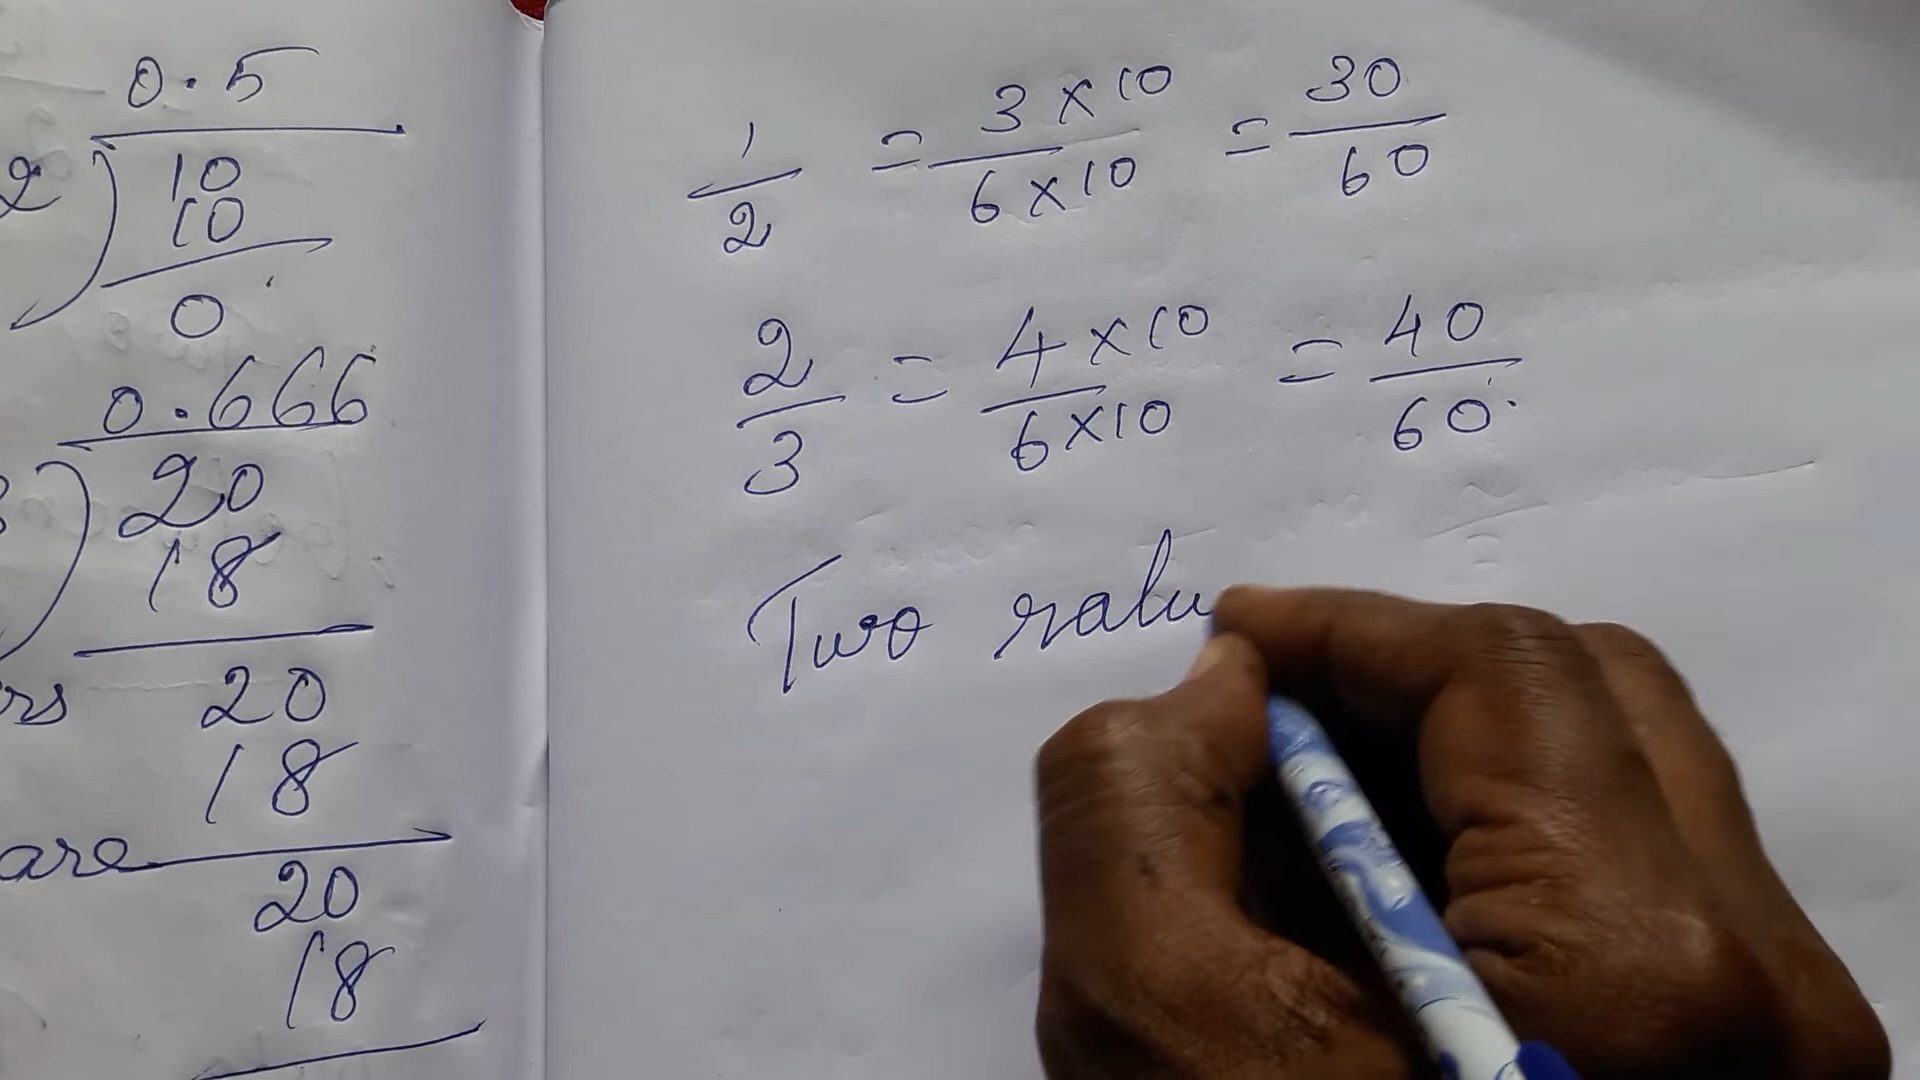 0.5
2) 10
10
0
0.666
) 20
18
20
18
are
20
18
1/2 = 3×10/6×10 = 30/60
2/3 = 4×10/6×10 = 40/60
Two